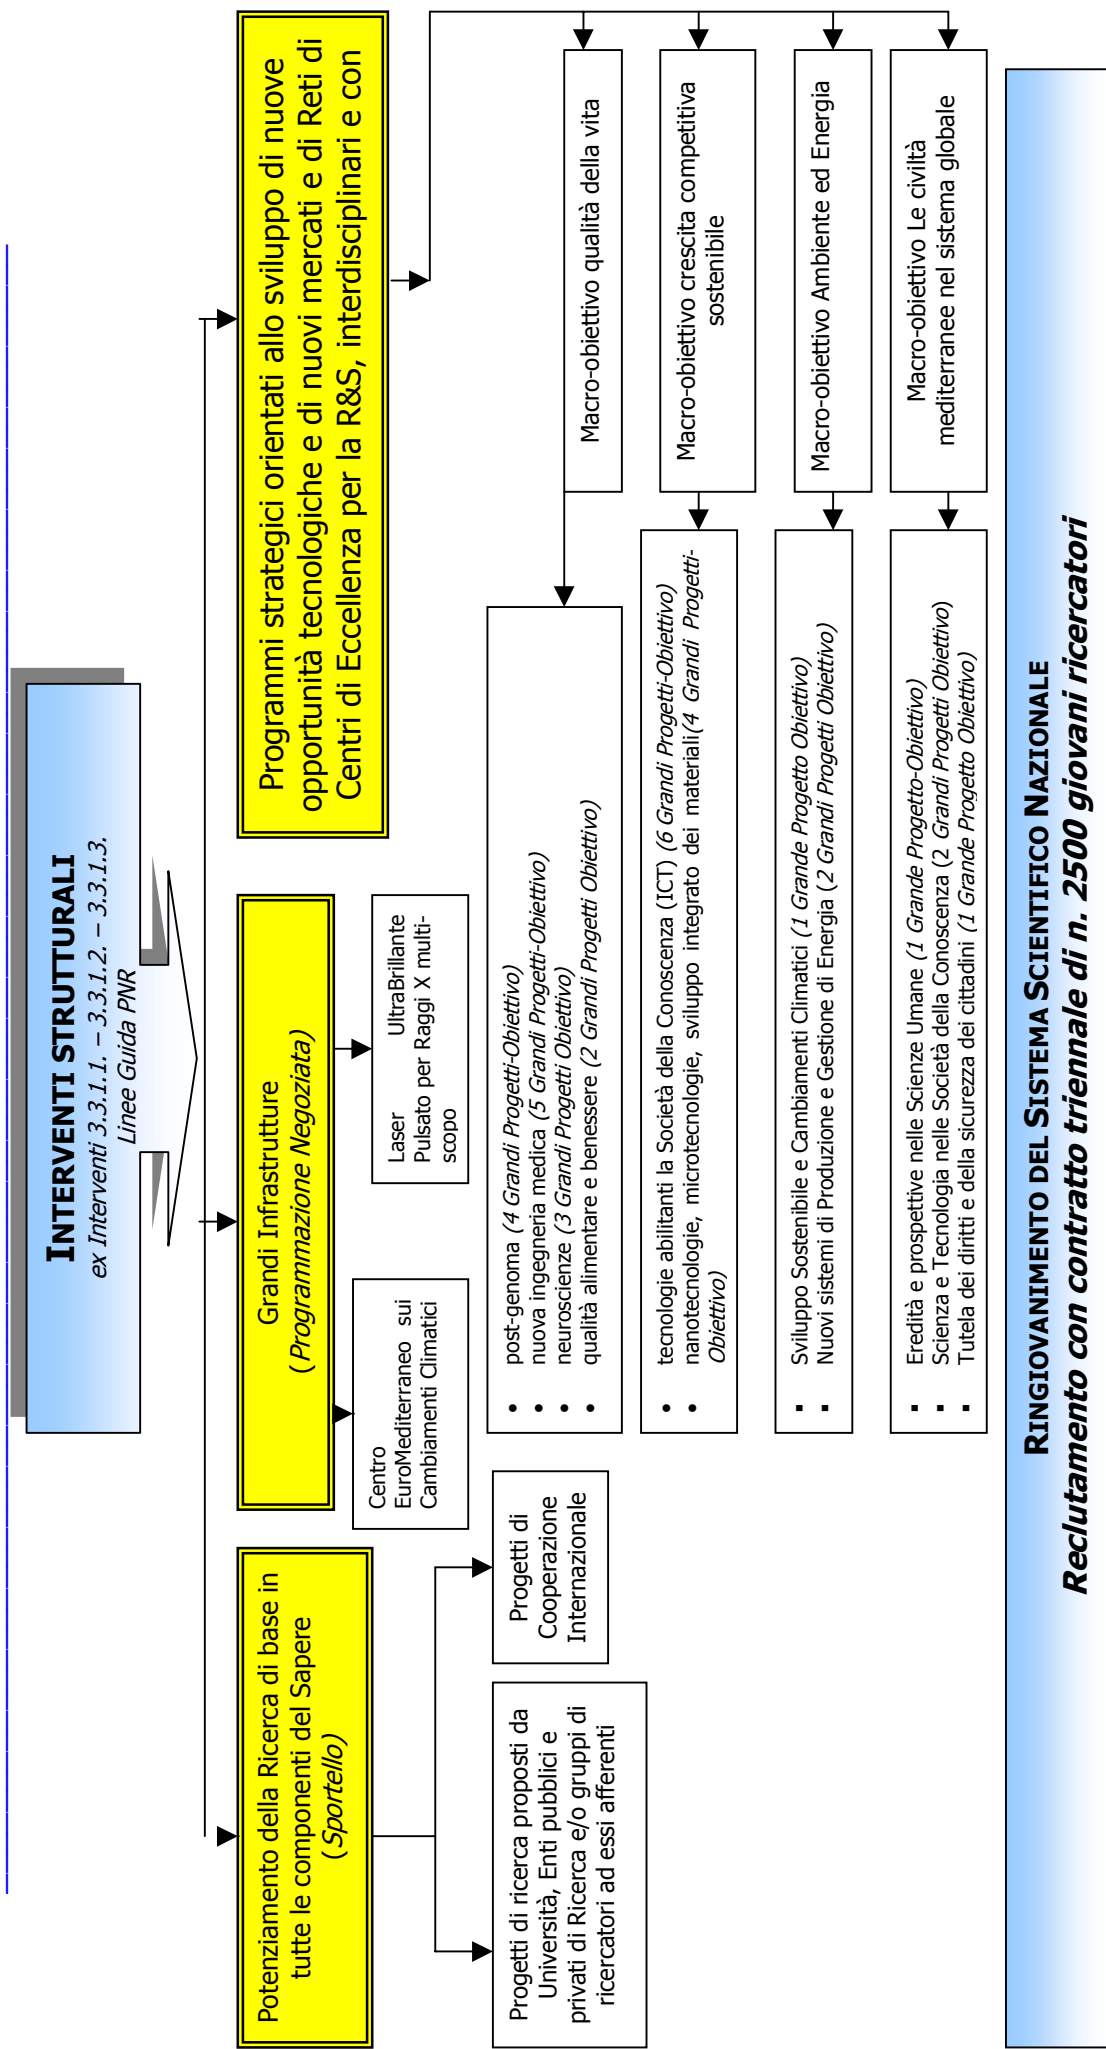 INTERVENTI STRUTTURALI
ex Interventi 3.3.1.1. – 3.3.1.2. – 3.3.1.3.
Linee Guida PNR
Potenziamento della Ricerca di base in
tutte le componenti del Sapere
(Sportello)
Grandi Infrastrutture
(Programmazione Negoziata)
Programmi strategici orientati allo sviluppo di nuove
opportunità tecnologiche e di nuovi mercati e di Reti di
Centri di Eccellenza per la R&S, interdisciplinari e con
Progetti di ricerca proposti da
Università, Enti pubblici e
privati di Ricerca e/o gruppi di
ricercatori ad essi afferenti
Progetti di
Cooperazione
Internazionale
Centro
EuroMediterraneo sui
Cambiamenti Climatici
Laser UltraBrillante
Pulsato per Raggi X multi-
scopo
• post-genoma (4 Grandi Progetti-Obiettivo)
• nuova ingegneria medica (5 Grandi Progetti-Obiettivo)
• neuroscienze (3 Grandi Progetti Obiettivo)
• qualità alimentare e benessere (2 Grandi Progetti Obiettivo)
Macro-obiettivo qualità della vita
• tecnologie abilitanti la Società della Conoscenza (ICT) (6 Grandi Progetti-Obiettivo)
• nanotecnologie, microtecnologie, sviluppo integrato dei materiali(4 Grandi Progetti-
Obiettivo)
Macro-obiettivo crescita competitiva
sostenibile
▪ Sviluppo Sostenibile e Cambiamenti Climatici (1 Grande Progetto Obiettivo)
▪ Nuovi sistemi di Produzione e Gestione di Energia (2 Grandi Progetti Obiettivo)
Macro-obiettivo Ambiente ed Energia
▪ Eredità e prospettive nelle Scienze Umane (1 Grande Progetto-Obiettivo)
▪ Scienza e Tecnologia nelle Società della Conoscenza (2 Grandi Progetti Obiettivo)
▪ Tutela dei diritti e della sicurezza dei cittadini (1 Grande Progetto Obiettivo)
Macro-obiettivo Le civiltà
mediterranee nel sistema globale
RINGIOVANIMENTO DEL SISTEMA SCIENTIFICO NAZIONALE
Reclutamento con contratto triennale di n. 2500 giovani ricercatori